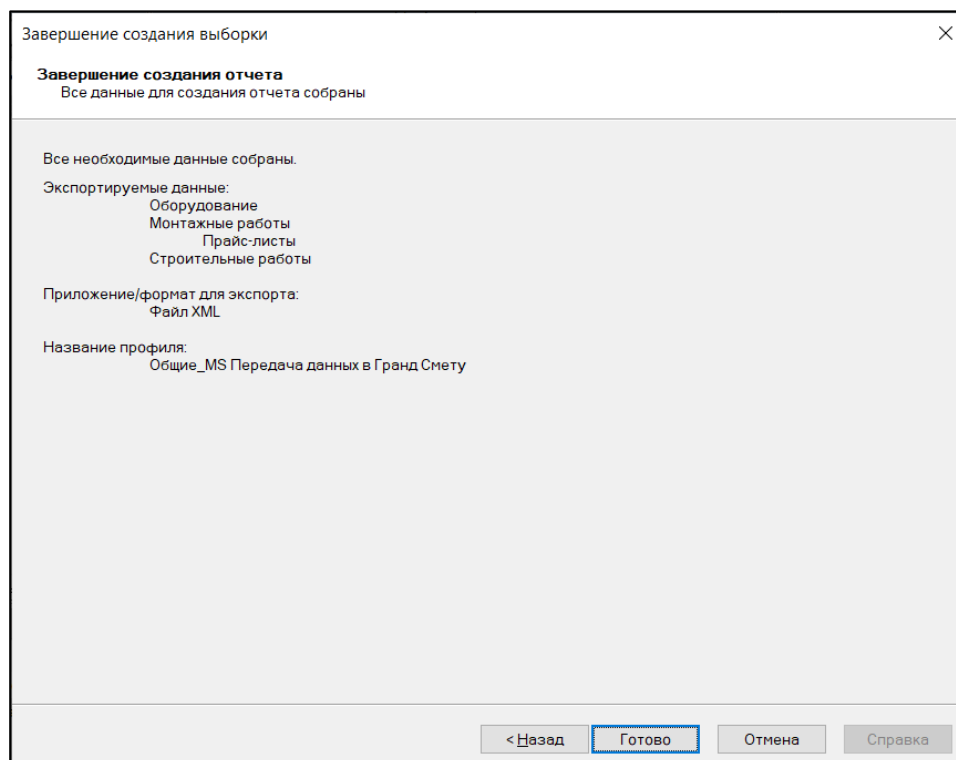 Завершение создания выборки
Завершение создания отчета
Все данные для создания отчета собраны
Все необходимые данные собраны.
Экспортируемые данные:
Оборудование
Монтажные работы
Прайс-листы
Строительные работы
Приложение/формат для экспорта:
Файл XML
Название профиля:
Общие_MS Передача данных в Гранд Смету
< Назад Готово Отмена Справка